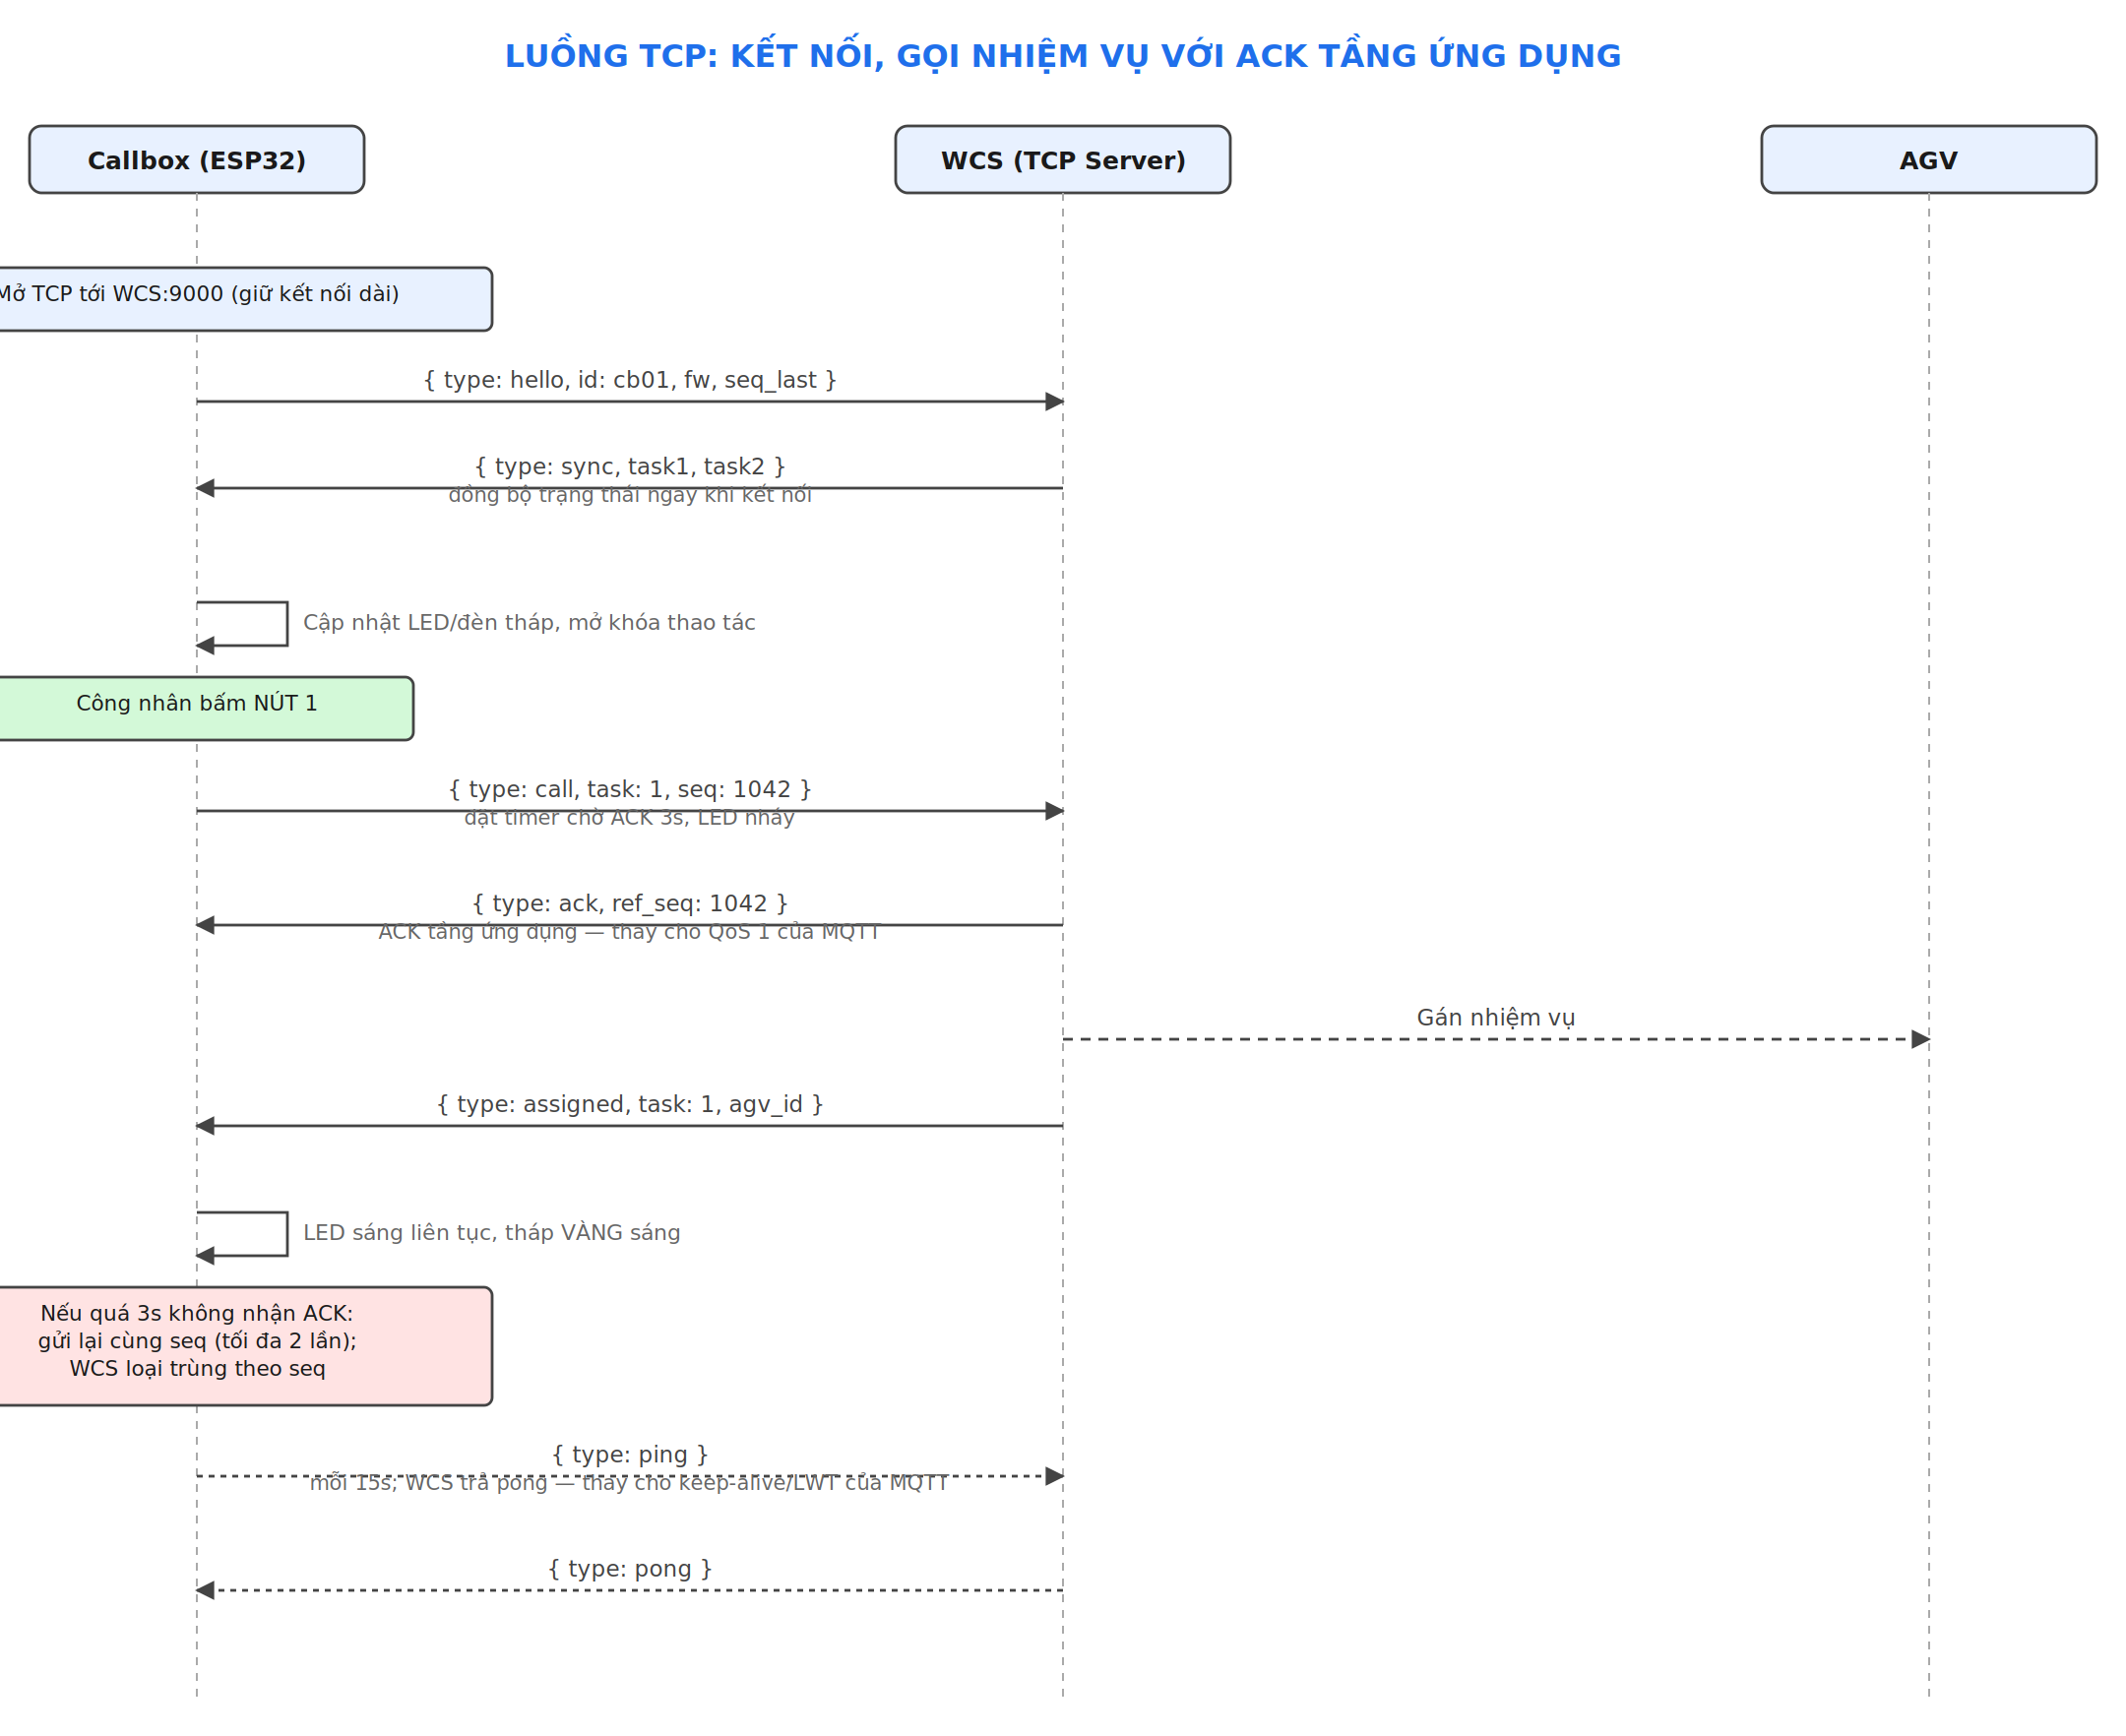 LUỒNG TCP: KẾT NỐI, GỌI NHIỆM VỤ VỚI ACK TẦNG ỨNG DỤNG
Callbox (ESP32)
WCS (TCP Server)
AGV
Mở TCP tới WCS:9000 (giữ kết nối dài)
{ type: hello, id: cb01, fw, seq_last }
{ type: sync, task1, task2 }
đồng bộ trạng thái ngay khi kết nối
Cập nhật LED/đèn tháp, mở khóa thao tác
Công nhân bấm NÚT 1
{ type: call, task: 1, seq: 1042 }
đặt timer chờ ACK 3s, LED nháy
{ type: ack, ref_seq: 1042 }
ACK tầng ứng dụng — thay cho QoS 1 của MQTT
Gán nhiệm vụ
{ type: assigned, task: 1, agv_id }
LED sáng liên tục, tháp VÀNG sáng
Nếu quá 3s không nhận ACK:
gửi lại cùng seq (tối đa 2 lần);
WCS loại trùng theo seq
{ type: ping }
mỗi 15s; WCS trả pong — thay cho keep-alive/LWT của MQTT
{ type: pong }